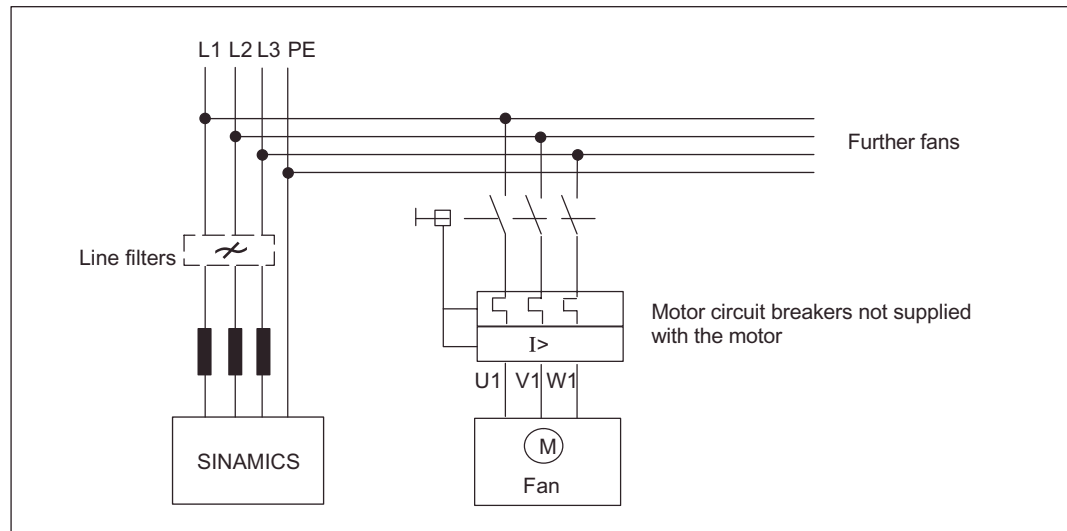 L1 L2 L3 PE
Further fans
Line filters
Motor circuit breakers not supplied
with the motor
I>
U1 V1 W1
M
SINAMICS
Fan